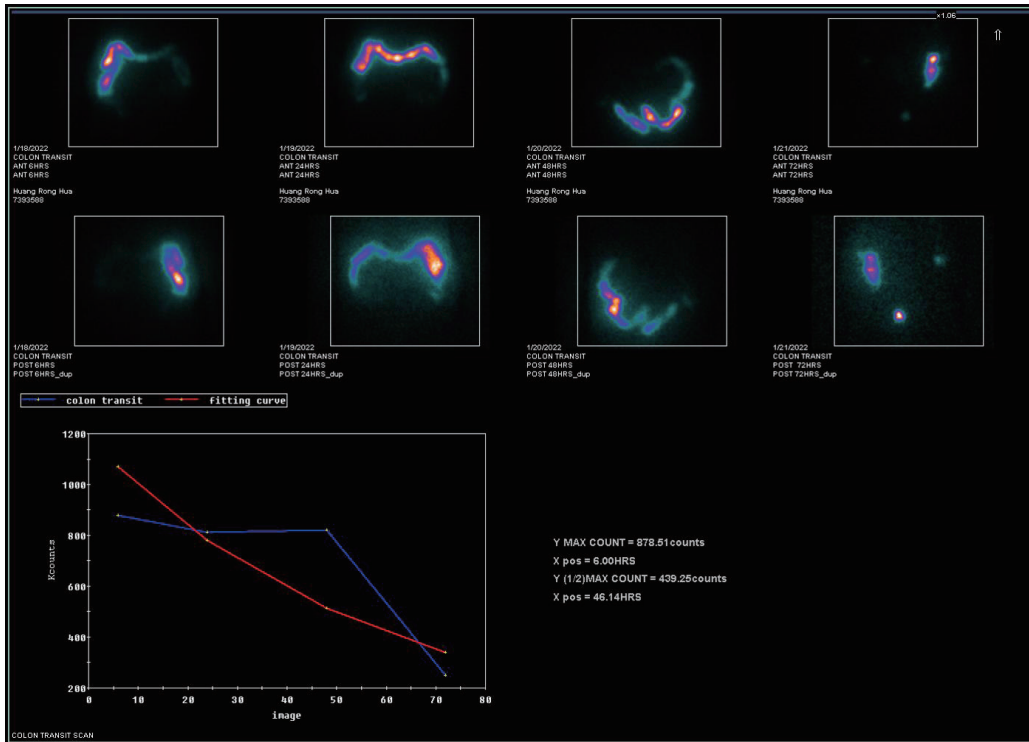 ×1.06
⇑
1/18/2022
COLON TRANSIT
ANT 6HRS
ANT 6HRS
Huang Rong Hua
7393588
1/19/2022
COLON TRANSIT
ANT 24HRS
ANT 24HRS
Huang Rong Hua
7393588
1/20/2022
COLON TRANSIT
ANT 48HRS
ANT 48HRS
Huang Rong Hua
7393588
1/21/2022
COLON TRANSIT
ANT 72HRS
ANT 72HRS
Huang Rong Hua
7393588
1/18/2022
COLON TRANSIT
POST 6HRS
POST 6HRS_dup
1/19/2022
COLON TRANSIT
POST 24HRS
POST 24HRS_dup
1/20/2022
COLON TRANSIT
POST 48HRS
POST 48HRS_dup
1/21/2022
COLON TRANSIT
POST 72HRS
POST 72HRS_dup
colon transit
fitting curve
1200
1000
800
600
400
200
Kcounts
0 10 20 30 40 50 60 70 80
image
Y MAX COUNT = 878.51counts
X pos = 6.00HRS
Y (1/2)MAX COUNT = 439.25counts
X pos = 46.14HRS
COLON TRANSIT SCAN